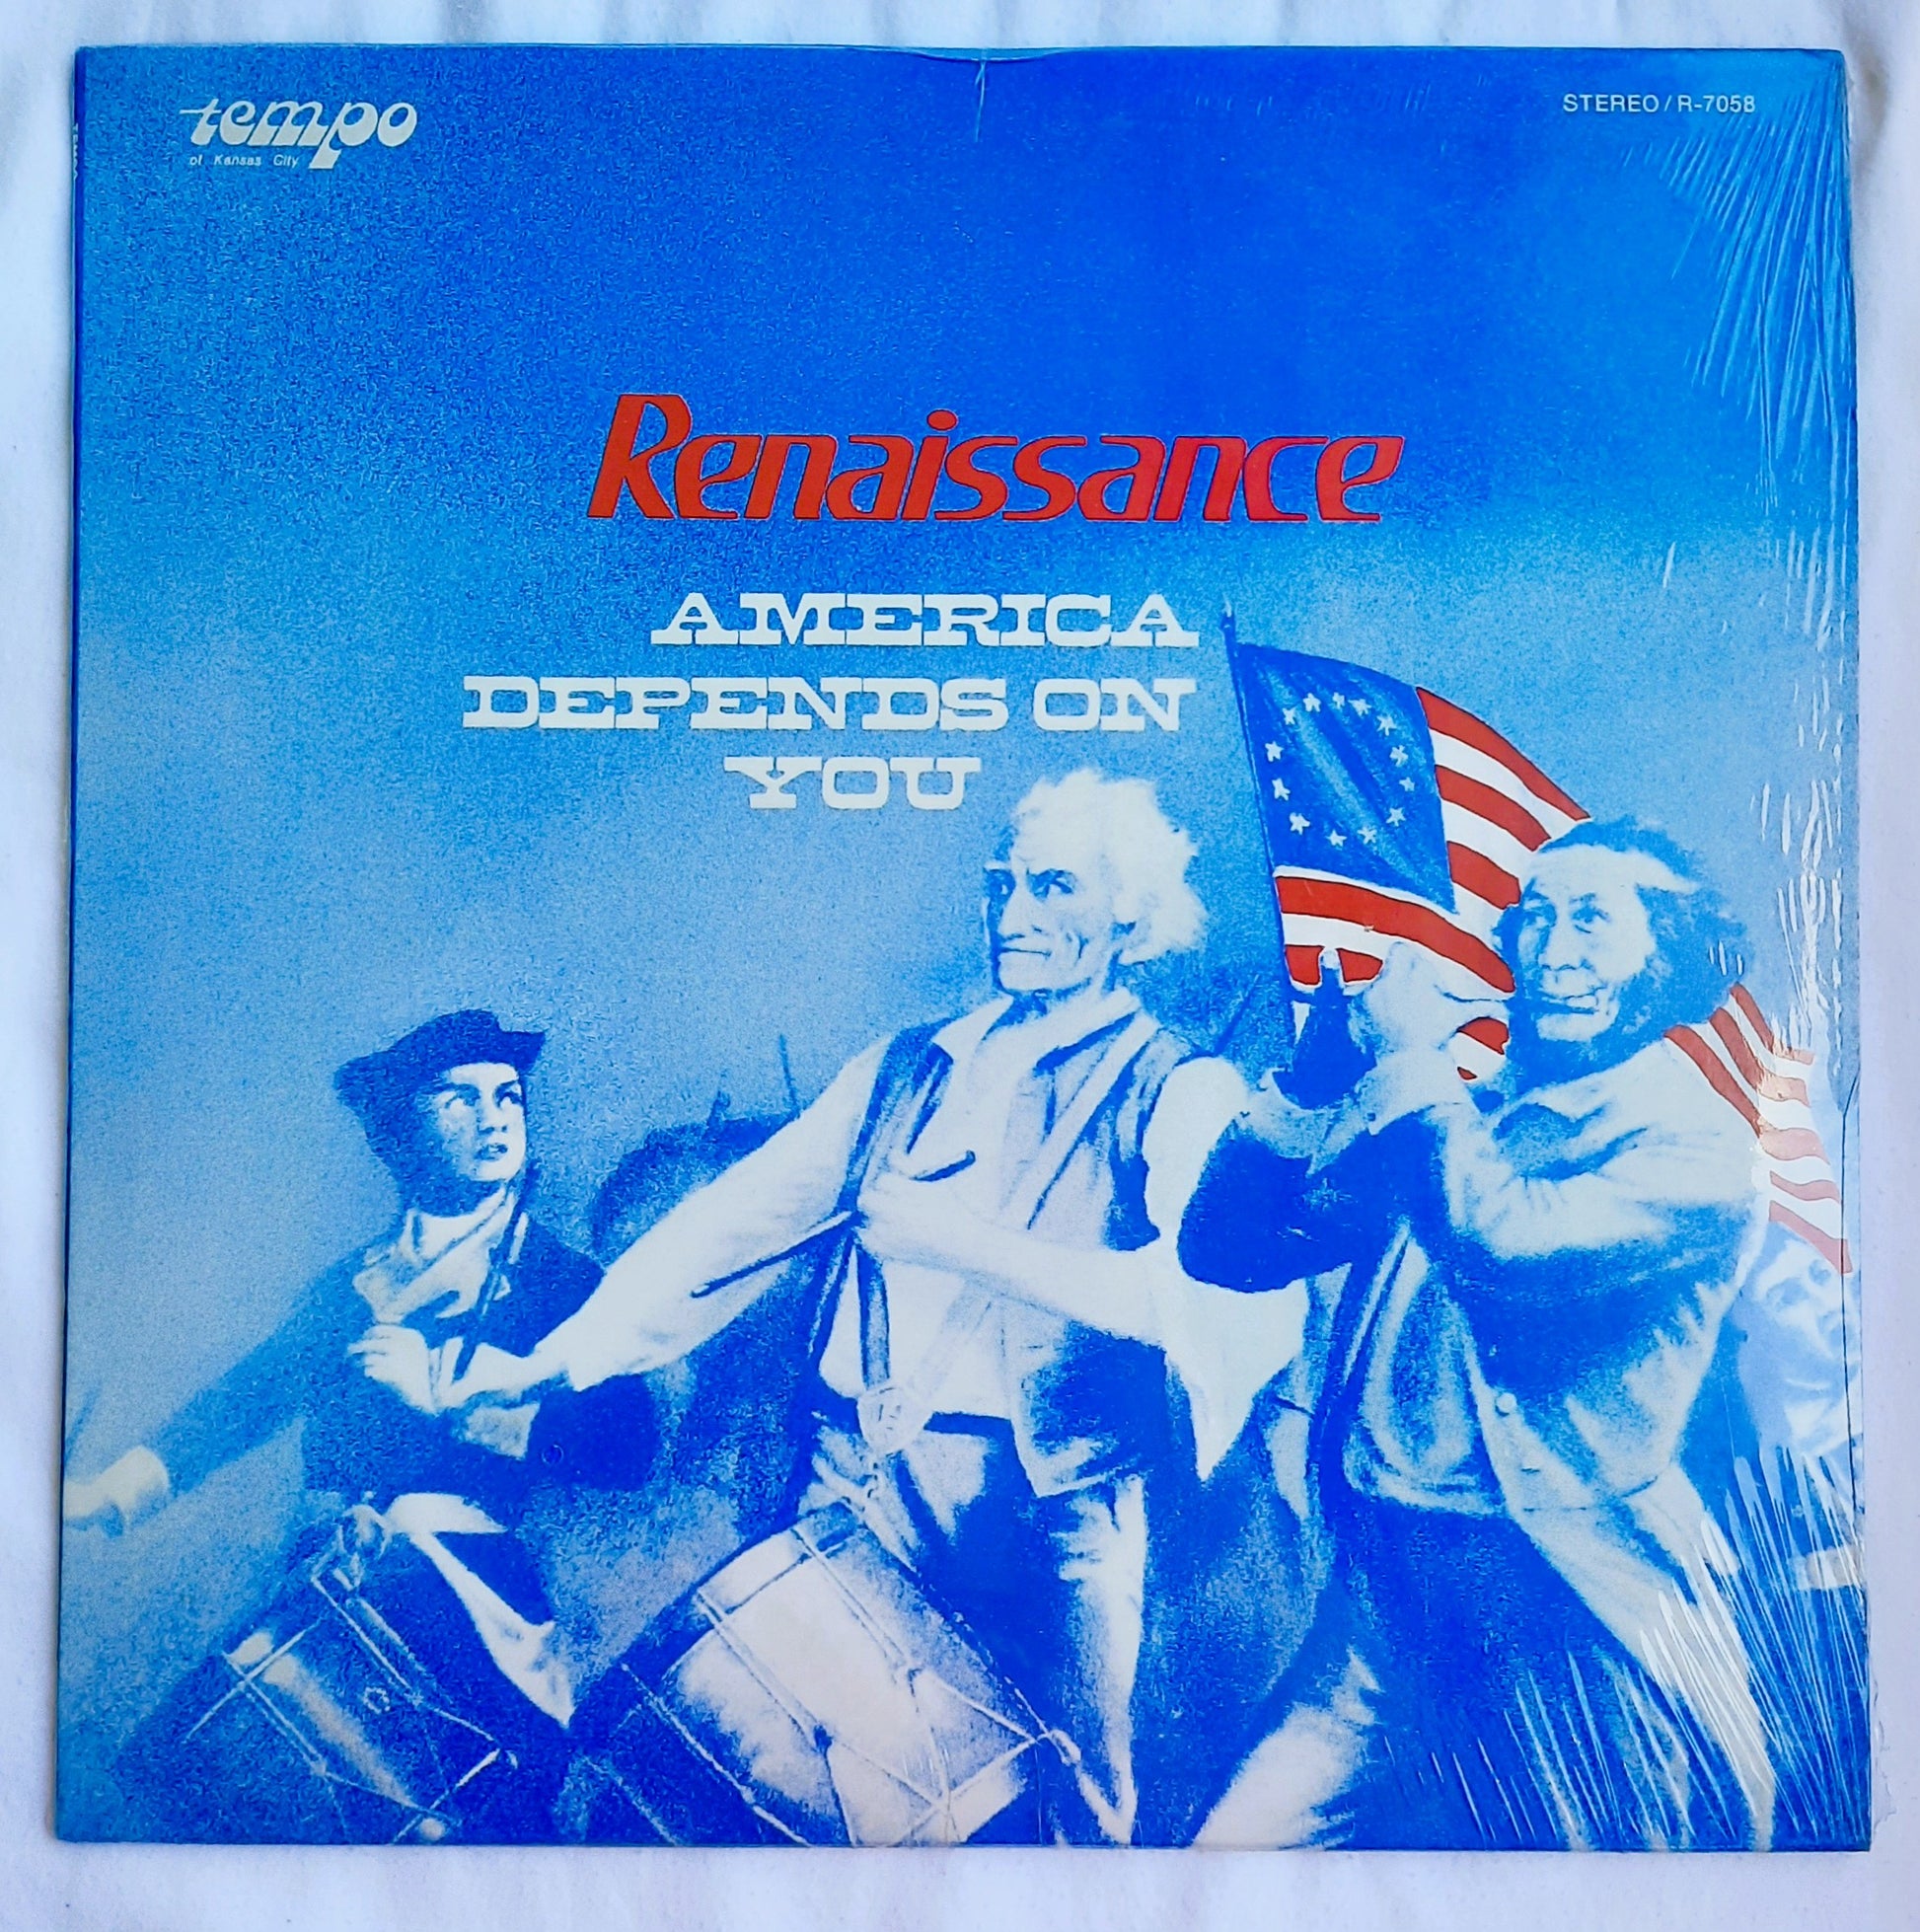 tempo
of Kansas City
STEREO / R-7058
Renaissance
AMERICA
DEPENDS ON
YOU